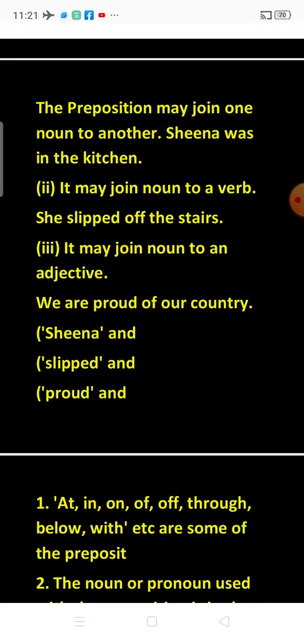 11:21
70
The Preposition may join one
noun to another. Sheena was
in the kitchen.
(ii) It may join noun to a verb.
She slipped off the stairs.
(iii) It may join noun to an
adjective.
We are proud of our country.
('Sheena' and
('slipped' and
('proud' and
1. 'At, in, on, of, off, through,
below, with' etc are some of
the preposit
2. The noun or pronoun used